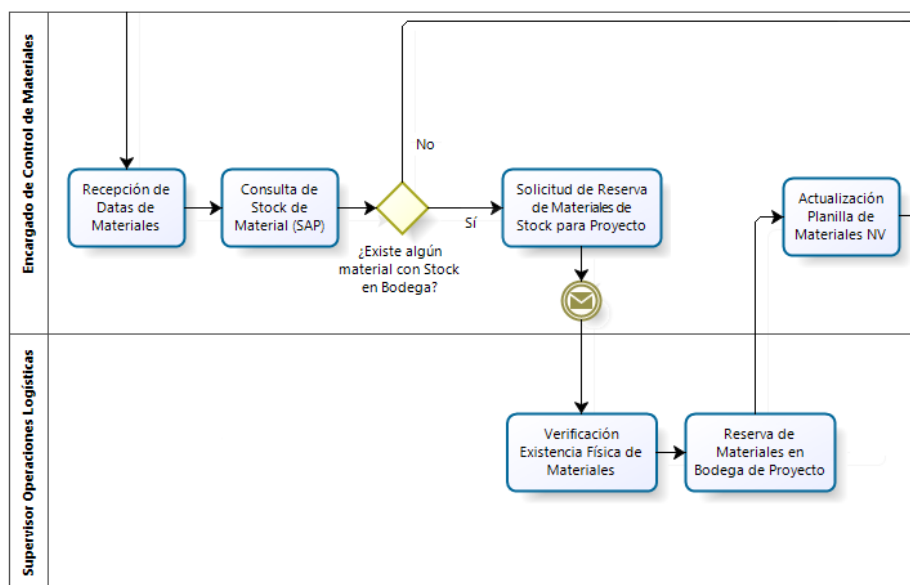 Encargado de Control de Materiales
Recepción de
Datas de
Materiales
Consulta de
Stock de
Material (SAP)
¿Existe algún
material con Stock
en Bodega?
No
Sí
Solicitud de Reserva
de Materiales de
Stock para Proyecto
Actualización
Planilla de
Materiales NV
Supervisor Operaciones Logísticas
Verificación
Existencia Física de
Materiales
Reserva de
Materiales en
Bodega de Proyecto